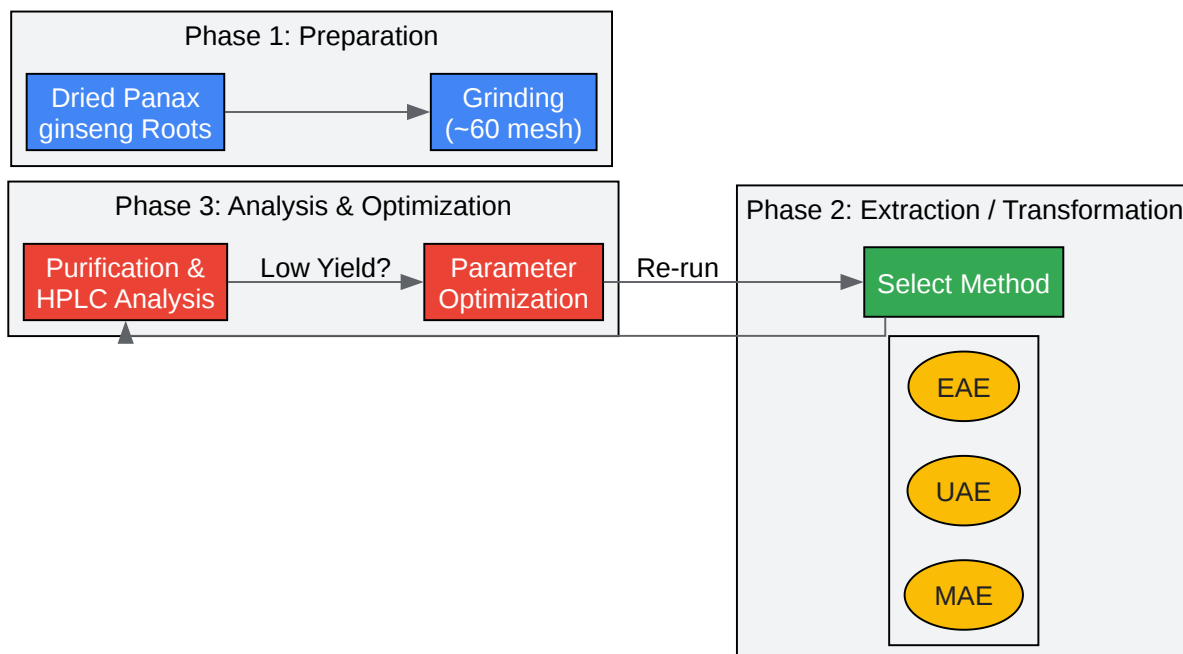 Phase 1: Preparation
Dried Panax
ginseng Roots
Grinding
(~60 mesh)
Phase 3: Analysis & Optimization
Purification &
HPLC Analysis
Low Yield?
Parameter
Optimization
Re-run
Phase 2: Extraction / Transformation
Select Method
EAE
UAE
MAE